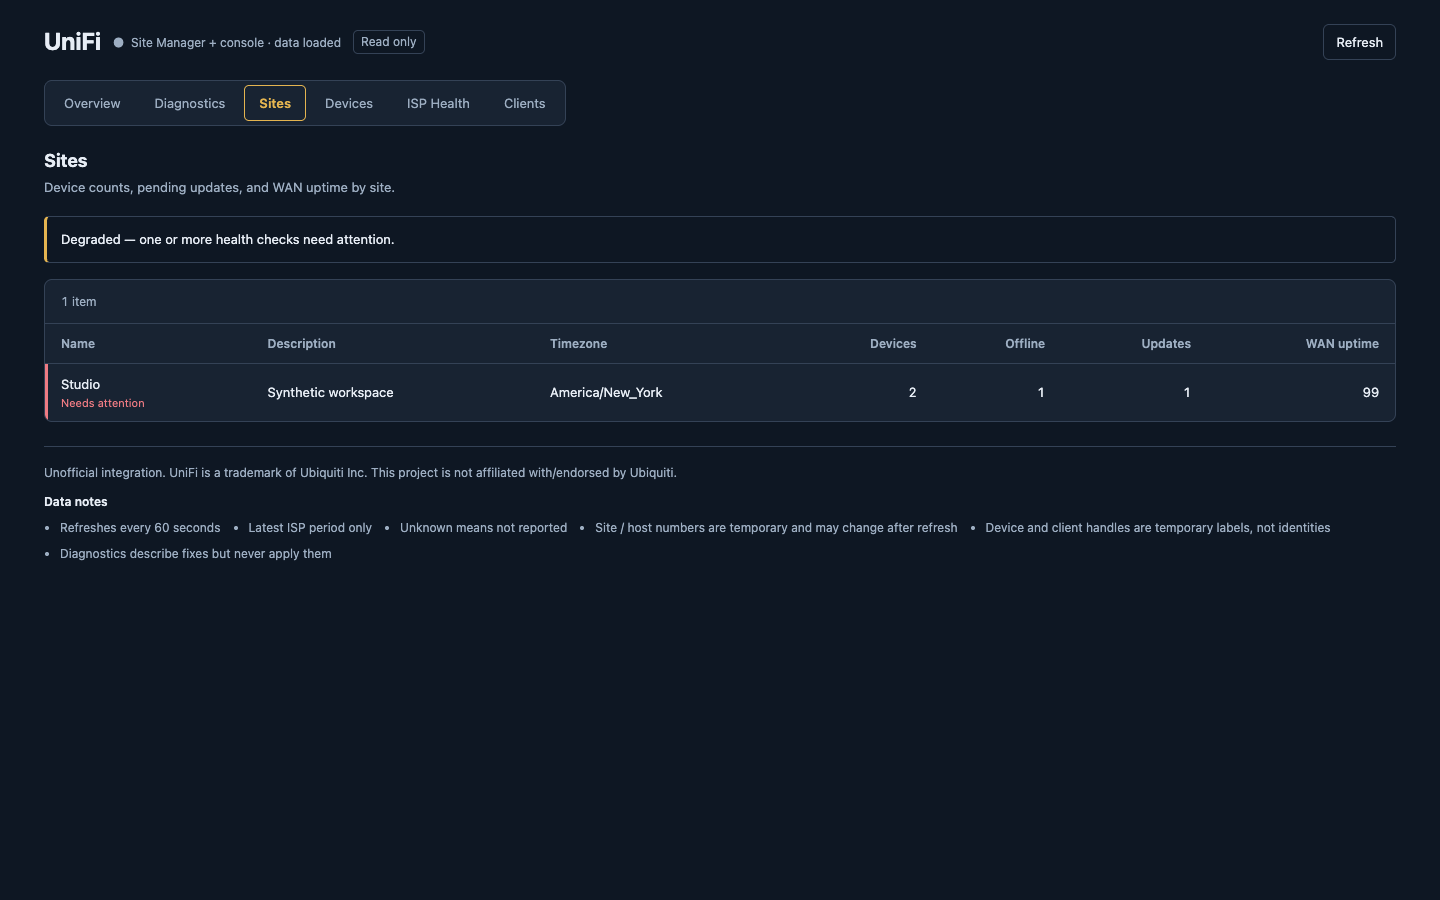 UniFi
Site Manager + console · data loaded
Read only
Refresh
Overview
Diagnostics
Sites
Devices
ISP Health
Clients
Sites
Device counts, pending updates, and WAN uptime by site.
Degraded — one or more health checks need attention.
1 item
Name Description Timezone Devices Offline Updates WAN uptime
Studio
Needs attention
Synthetic workspace America/New_York 2 1 1 99
Unofficial integration. UniFi is a trademark of Ubiquiti Inc. This project is not affiliated with/endorsed by Ubiquiti.
Data notes
• Refreshes every 60 seconds • Latest ISP period only • Unknown means not reported • Site / host numbers are temporary and may change after refresh • Device and client handles are temporary labels, not identities
• Diagnostics describe fixes but never apply them